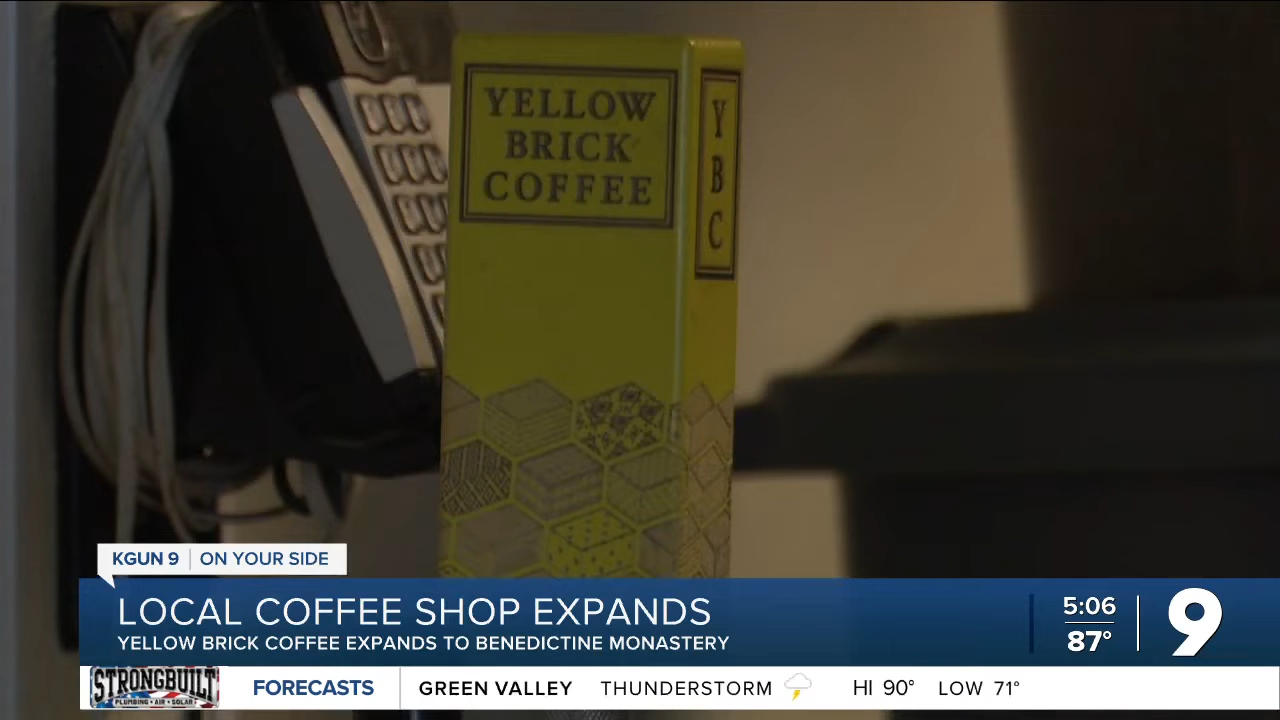 YELLOW
BRICK
COFFEE
Y
B
C
KGUN 9 | ON YOUR SIDE
LOCAL COFFEE SHOP EXPANDS
YELLOW BRICK COFFEE EXPANDS TO BENEDICTINE MONASTERY
5:06
87°
9
STRONGBUILT
PLUMBING • AIR • SOLAR
FORECASTS
GREEN VALLEY THUNDERSTORM HI 90° LOW 71°